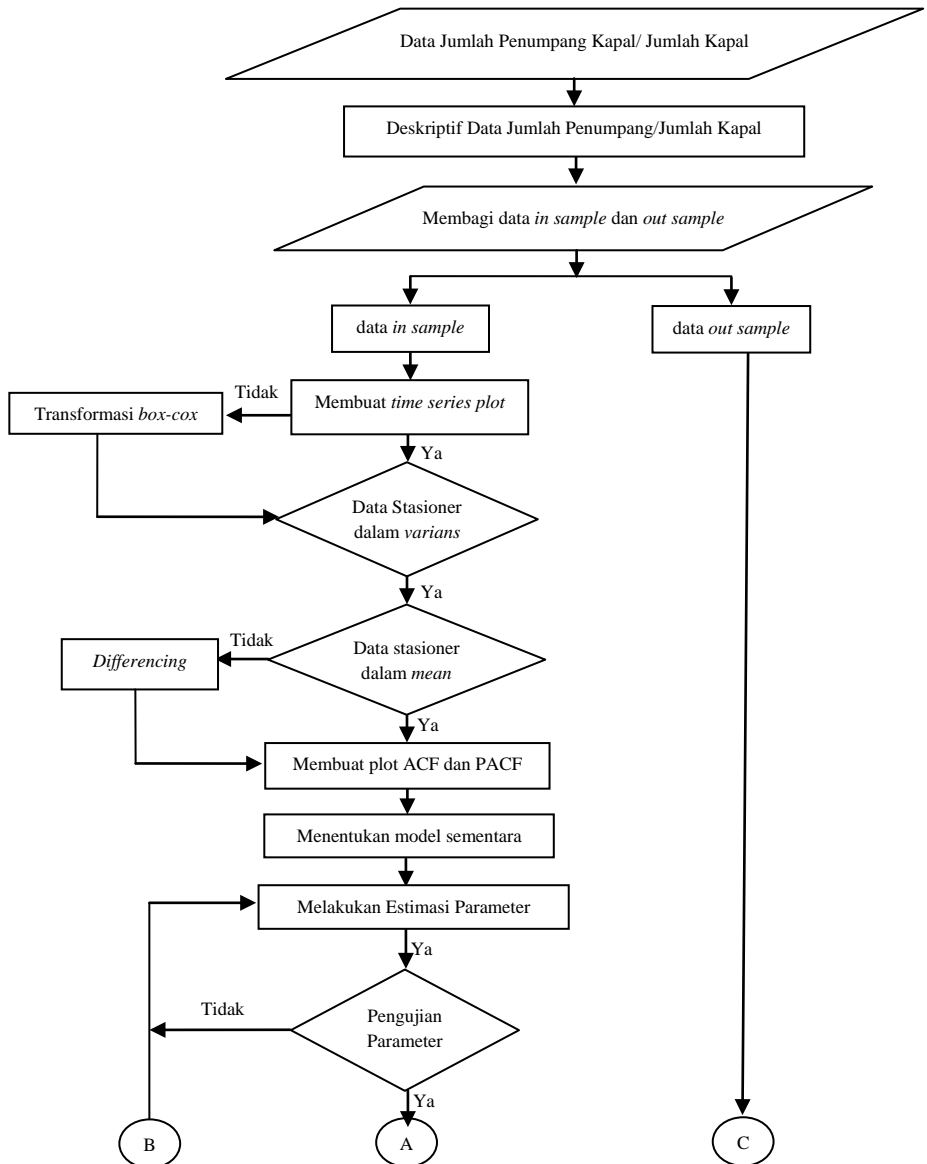 Data Jumlah Penumpang Kapal/ Jumlah Kapal
Deskriptif Data Jumlah Penumpang/Jumlah Kapal
Membagi data in sample dan out sample
data in sample
data out sample
Tidak
Transformasi box-cox
Membuat time series plot
Ya
Data Stasioner
dalam varians
Ya
Tidak
Differencing
Data stasioner
dalam mean
Ya
Membuat plot ACF dan PACF
Menentukan model sementara
Melakukan Estimasi Parameter
Ya
Tidak
Pengujian
Parameter
Ya
B
A
C